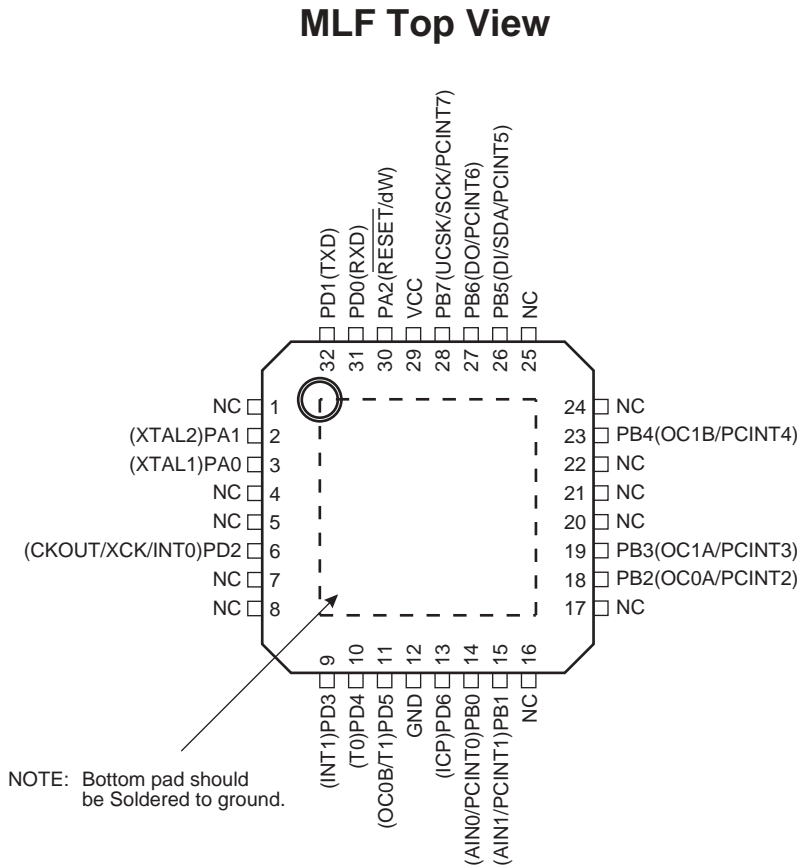 MLF Top View
PD1(TXD)
PD0(RXD)
PA2(RESET/dW)
VCC
PB7(UCSK/SCK/PCINT7)
PB6(DO/PCINT6)
PB5(DI/SDA/PCINT5)
NC
32
31
30
29
28
27
26
25
NC 1
(XTAL2)PA1 2
(XTAL1)PA0 3
NC 4
NC 5
(CKOUT/XCK/INT0)PD2 6
NC 7
NC 8
24 NC
23 PB4(OC1B/PCINT4)
22 NC
21 NC
20 NC
19 PB3(OC1A/PCINT3)
18 PB2(OC0A/PCINT2)
17 NC
9
10
11
12
13
14
15
16
(INT1)PD3
(T0)PD4
(OC0B/T1)PD5
GND
(ICP)PD6
(AIN0/PCINT0)PB0
(AIN1/PCINT1)PB1
NC
NOTE: Bottom pad should
be Soldered to ground.